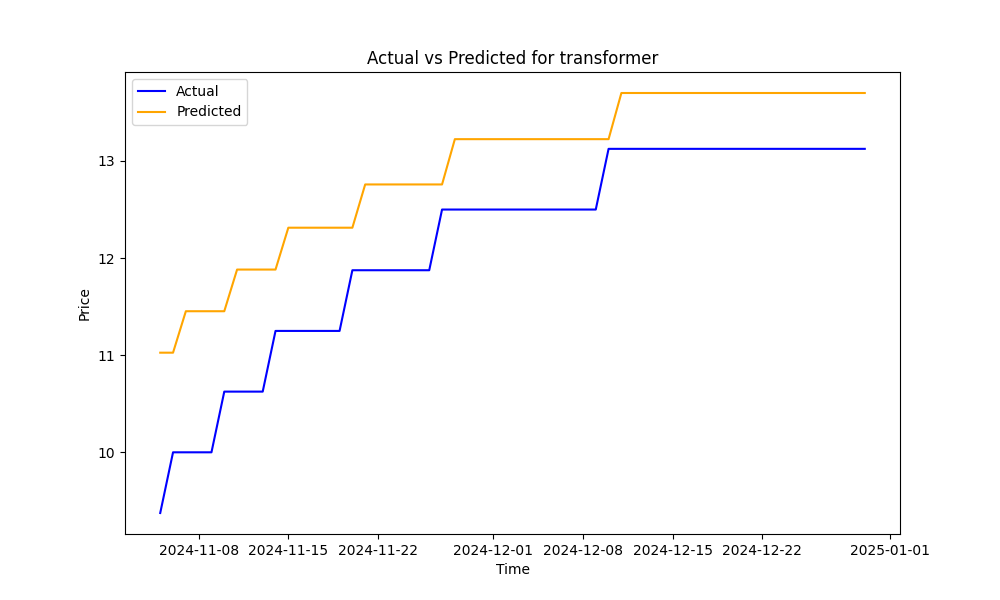 Actual vs Predicted for transformer
Actual
Predicted
Price
13
12
11
10
2024-11-08 2024-11-15 2024-11-22 2024-12-01 2024-12-08 2024-12-15 2024-12-22 2025-01-01
Time